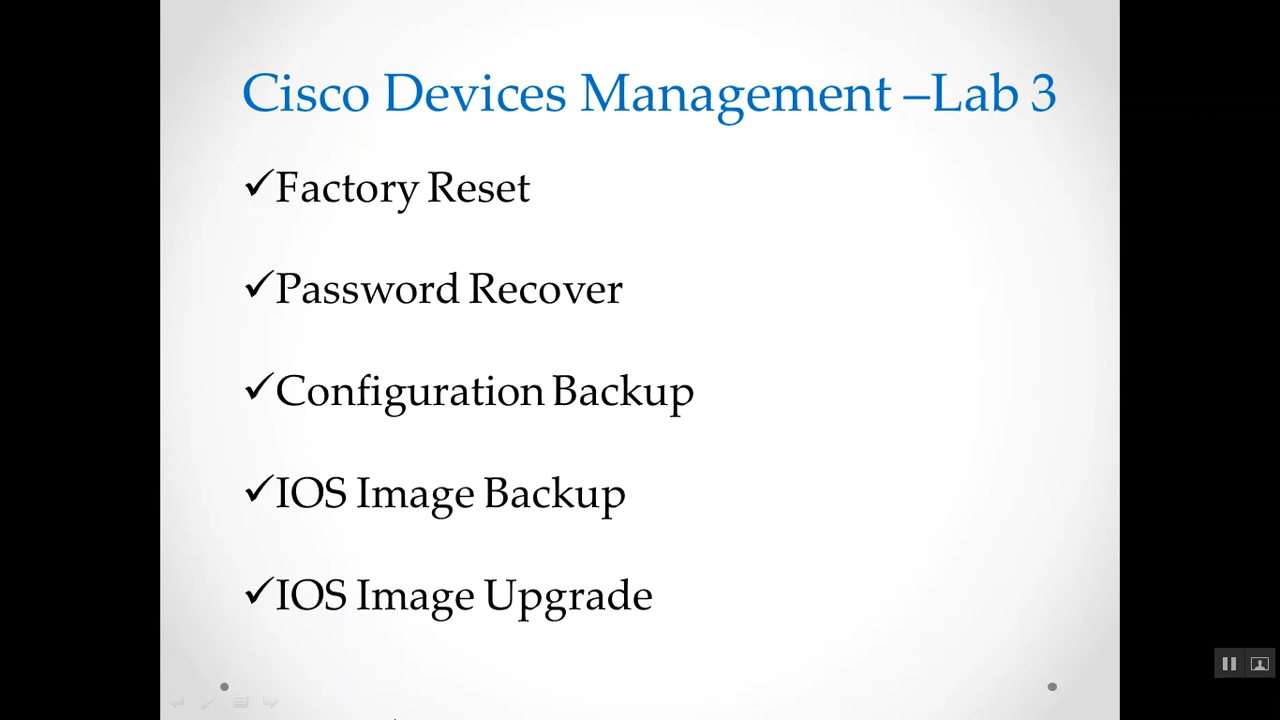 Cisco Devices Management –Lab 3
✓Factory Reset
✓Password Recover
✓Configuration Backup
✓IOS Image Backup
✓IOS Image Upgrade